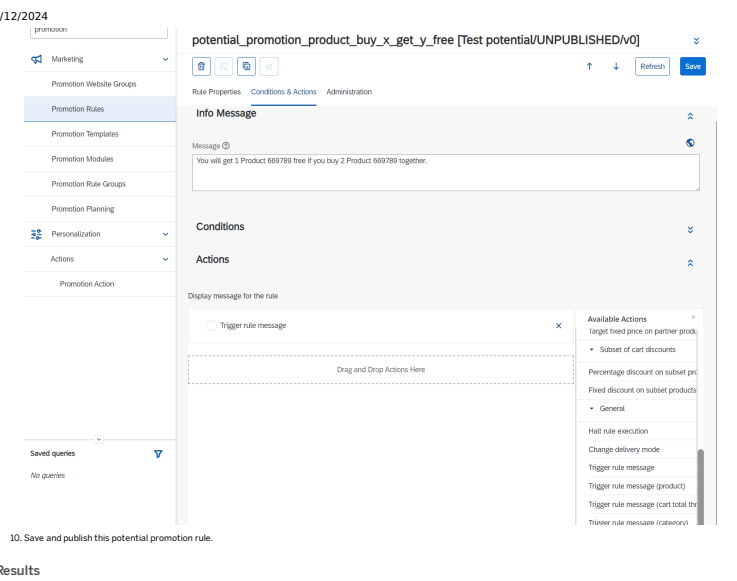 /12/2024
promotion
Marketing
Promotion Website Groups
Promotion Rules
Promotion Templates
Promotion Modules
Promotion Rule Groups
Promotion Planning
Personalization
Actions
Promotion Action
Saved queries
No queries
potential_promotion_product_buy_x_get_y_free [Test potential/UNPUBLISHED/v0]
Refresh Save
Rule Properties Conditions & Actions Administration
Info Message
Message
You will get 1 Product 669789 free if you buy 2 Product 669789 together.
Conditions
Actions
Display message for the rule
Trigger rule message
Drag and Drop Actions Here
Available Actions
Target fixed price on partner produ
Subset of cart discounts
Percentage discount on subset pro
Fixed discount on subset products
General
Halt rule execution
Change delivery mode
Trigger rule message
Trigger rule message (product)
Trigger rule message (cart total thr
Trigger rule message (category)
10. Save and publish this potential promotion rule.
Results